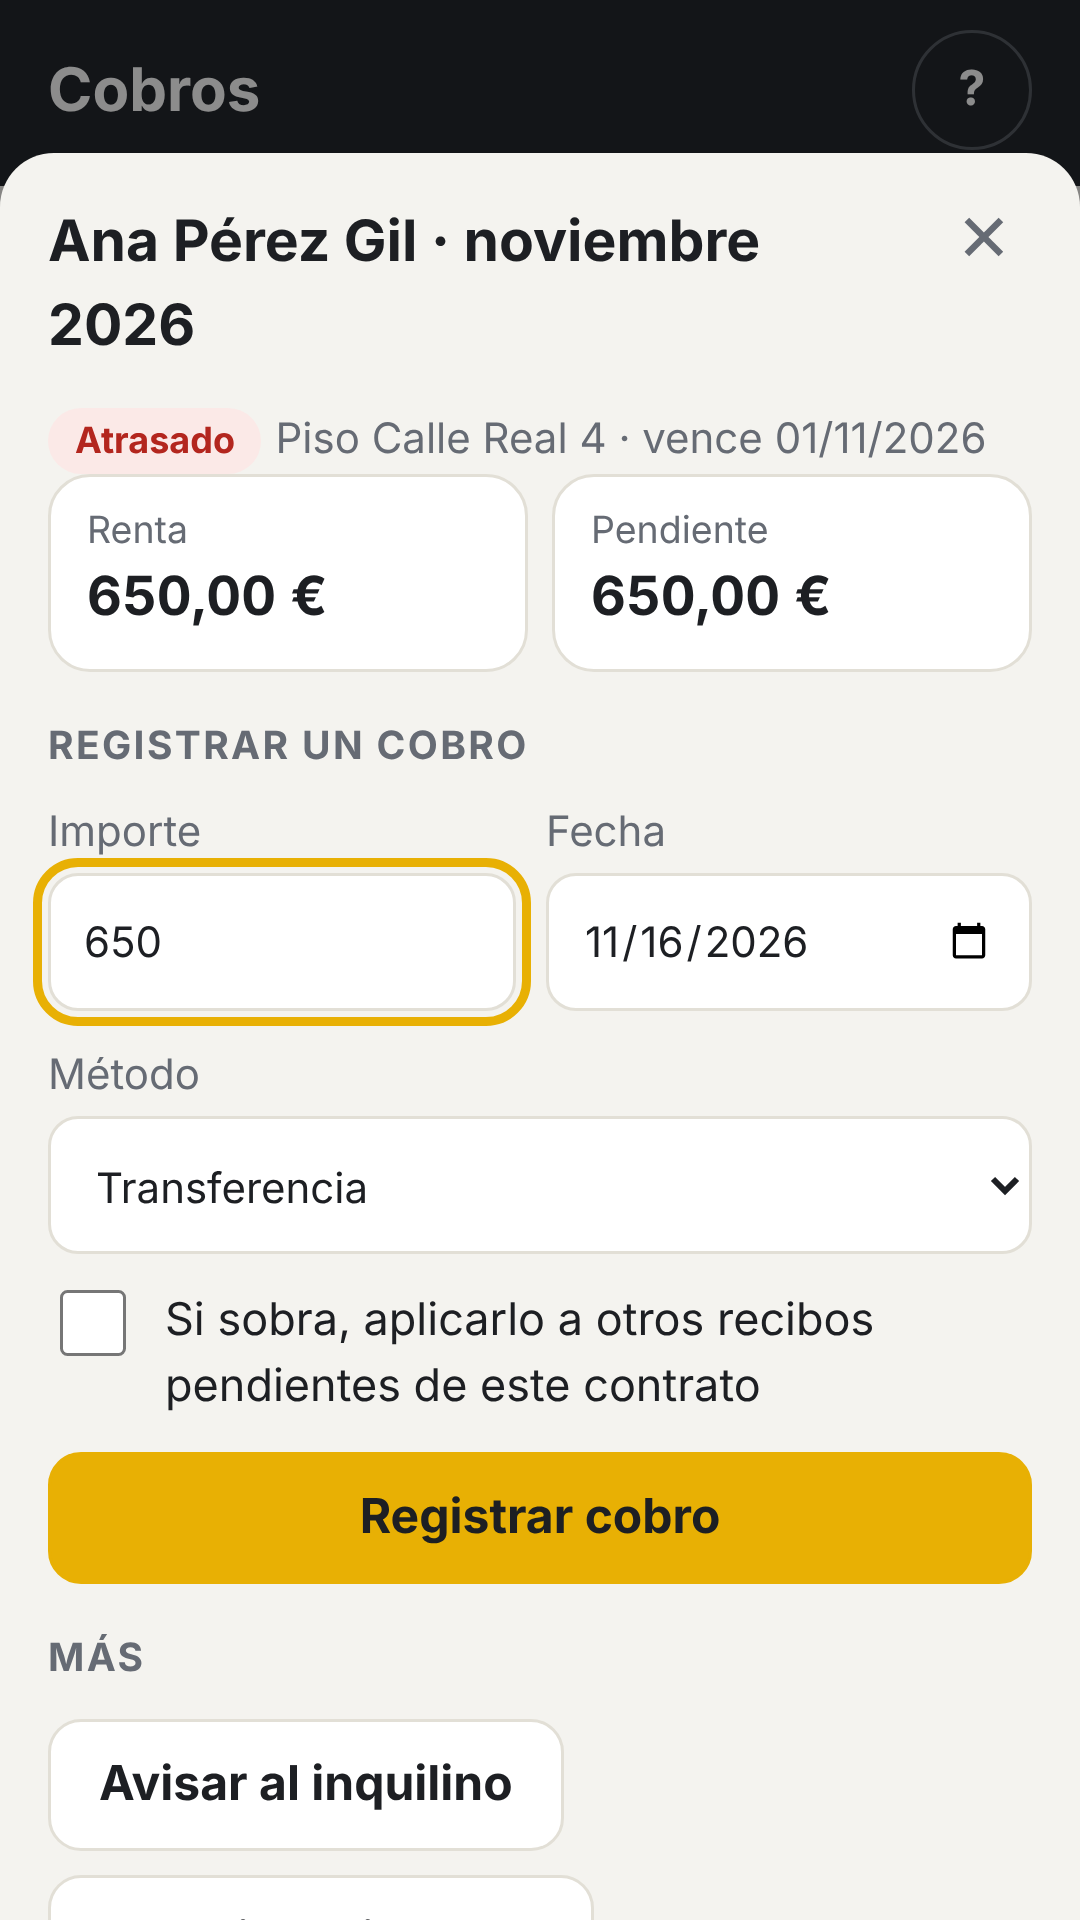 Cobros
?
Ana Pérez Gil · noviembre
2026
Atrasado Piso Calle Real 4 · vence 01/11/2026
Renta
650,00 €
Pendiente
650,00 €
REGISTRAR UN COBRO
Importe
650
Fecha
11/16/2026
Método
Transferencia
Si sobra, aplicarlo a otros recibos
pendientes de este contrato
Registrar cobro
MÁS
Avisar al inquilino